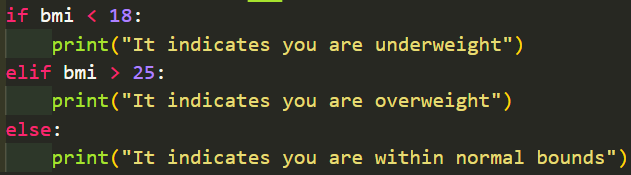 if bmi < 18:
    print("It indicates you are underweight")
elif bmi > 25:
    print("It indicates you are overweight")
else:
    print("It indicates you are within normal bounds")